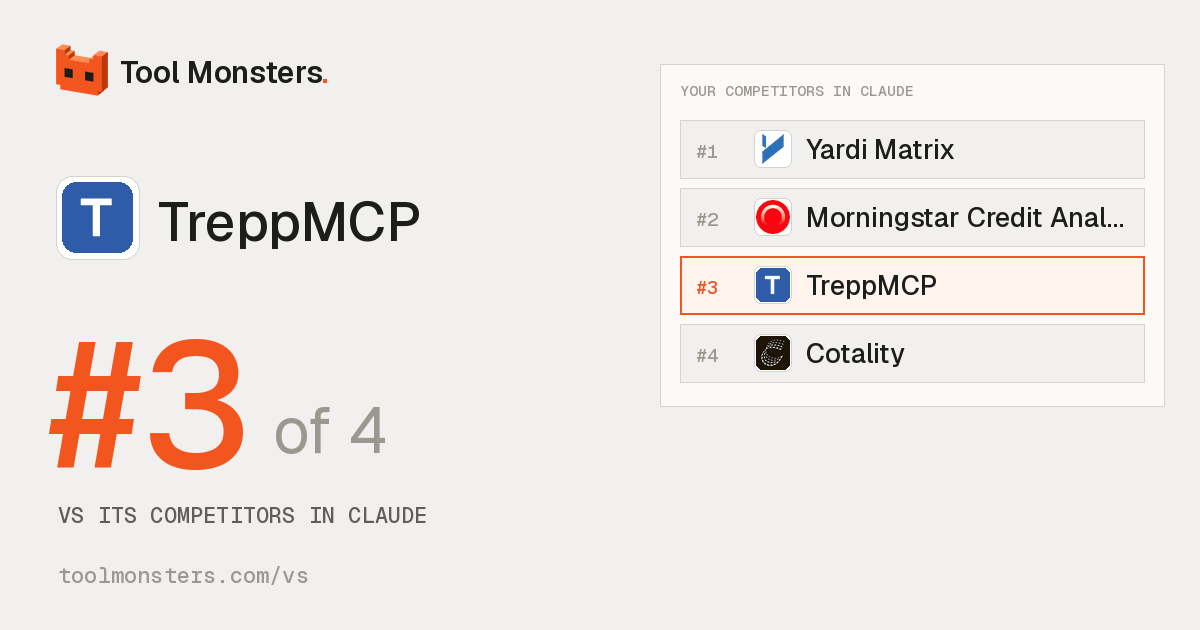 Tool Monsters.
T
TreppMCP
#3 of 4
VS ITS COMPETITORS IN CLAUDE
toolmonsters.com/vs
YOUR COMPETITORS IN CLAUDE
#1 Yardi Matrix
#2 Morningstar Credit Anal...
#3 T TreppMCP
#4 Cotality